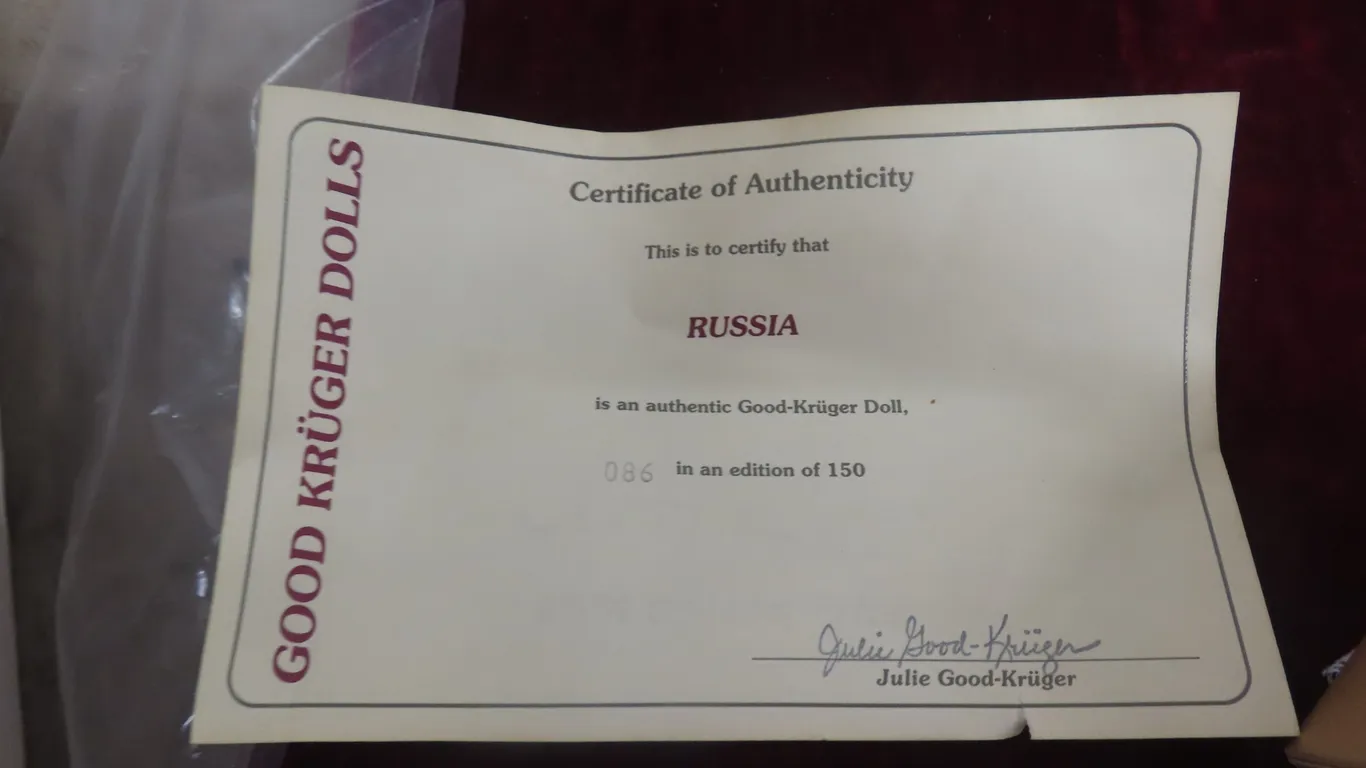 GOOD KRÜGER DOLLS
Certificate of Authenticity
This is to certify that
RUSSIA
is an authentic Good-Krüger Doll,
086 in an edition of 150
Julie Good-Krüger
Julie Good-Krüger